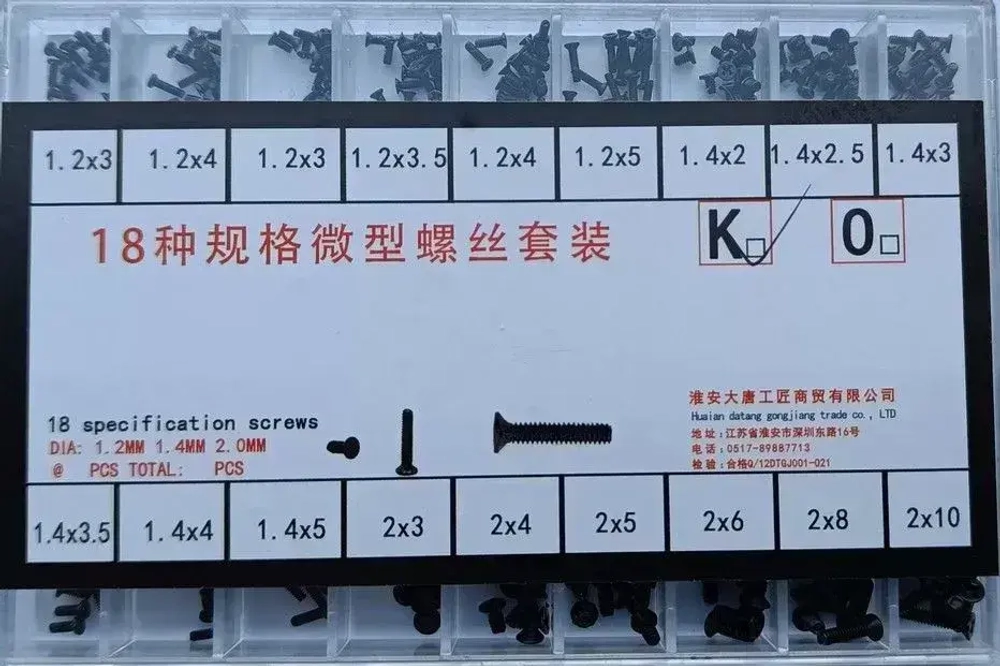 1.2x3 1.2x4 1.2x3 1.2x3.5 1.2x4 1.2x5 1.4x2 1.4x2.5 1.4x3
18种规格微型螺丝套装 K□ O□
18 specification screws
DIA: 1.2MM 1.4MM 2.0MM
@ PCS TOTAL: PCS
淮安大唐工匠商贸有限公司
Huaian datang gongjiang trade co., LTD
地址:江苏省淮安市深圳东路16号
电话:0517-89887713
检验:合格Q/12DTGJ001-021
1.4x3.5 1.4x4 1.4x5 2x3 2x4 2x5 2x6 2x8 2x10